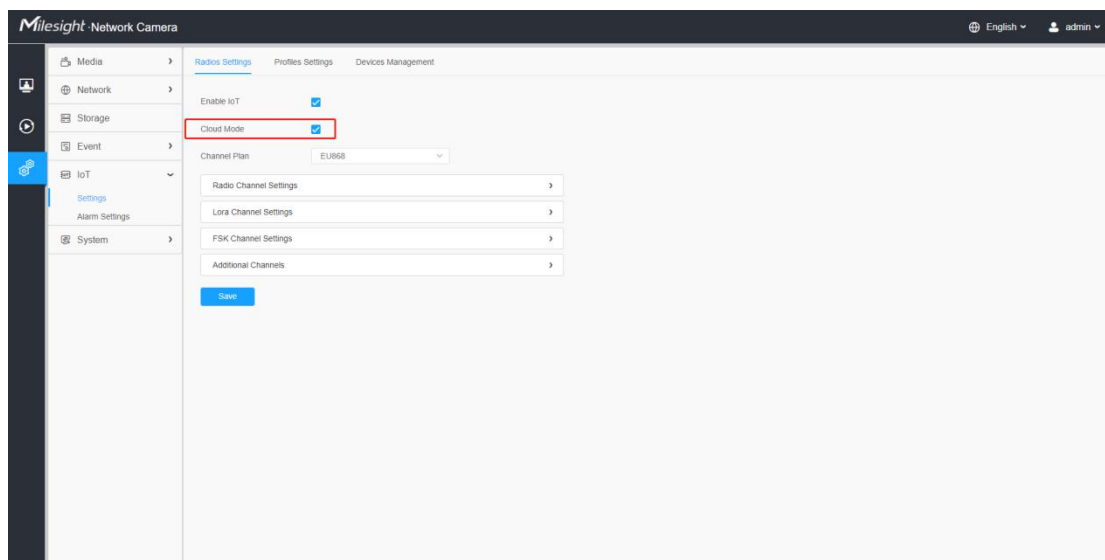 Milesight · Network Camera
English
admin
Media
Network
Storage
Event
IoT
Settings
Alarm Settings
System
Radios Settings Profiles Settings Devices Management
Enable IoT
Cloud Mode
Channel Plan EU868
Radio Channel Settings
Lora Channel Settings
FSK Channel Settings
Additional Channels
Save